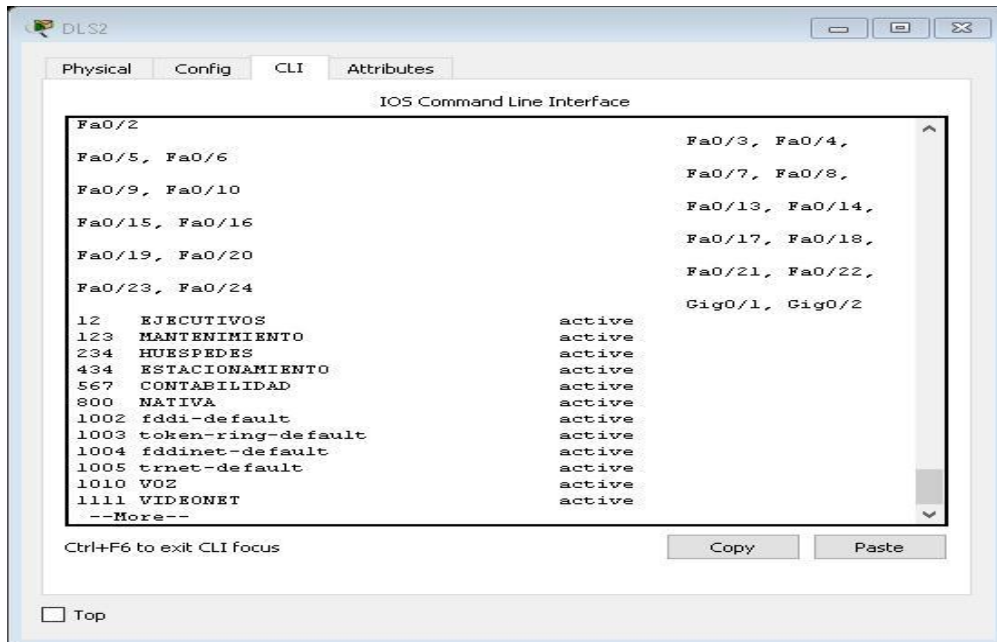 DLS2
Physical Config CLI Attributes
IOS Command Line Interface
Fa0/2
Fa0/3, Fa0/4,
Fa0/5, Fa0/6
Fa0/7, Fa0/8,
Fa0/9, Fa0/10
Fa0/13, Fa0/14,
Fa0/15, Fa0/16
Fa0/17, Fa0/18,
Fa0/19, Fa0/20
Fa0/21, Fa0/22,
Fa0/23, Fa0/24
Gig0/1, Gig0/2
12 EJECUTIVOS active
123 MANTENIMIENTO active
234 HUESPEDES active
434 ESTACIONAMIENTO active
567 CONTABILIDAD active
800 NATIVA active
1002 fddi-default active
1003 token-ring-default active
1004 fddinet-default active
1005 trnet-default active
1010 VOZ active
1111 VIDEONET active
--More--
Ctrl+F6 to exit CLI focus
Copy Paste
Top